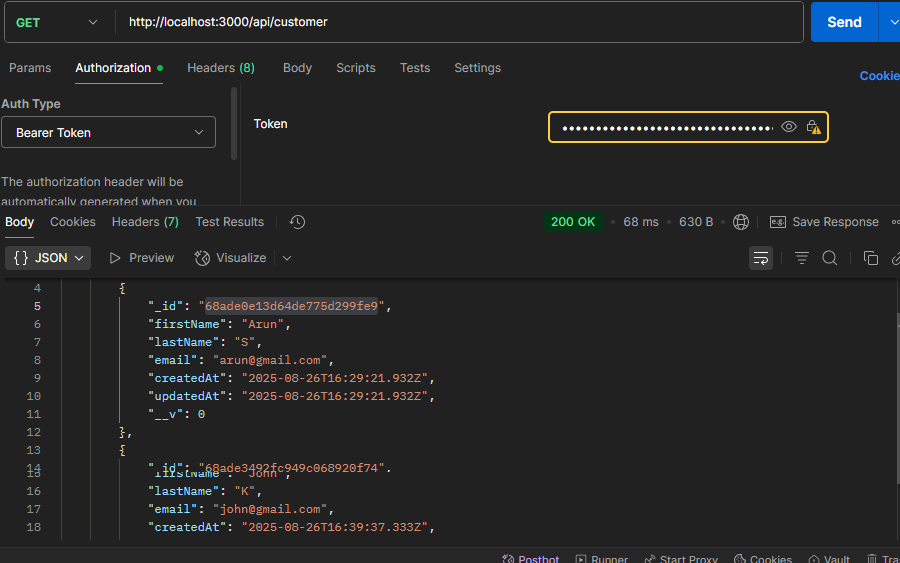 GET http://localhost:3000/api/customer Send
Params Authorization Headers (8) Body Scripts Tests Settings Cookie
Auth Type
Bearer Token
Token
The authorization header will be
automatically generated when you
Body Cookies Headers (7) Test Results 200 OK 68 ms 630 B Save Response
{} JSON Preview Visualize
4 {
5 "_id": "68ade0e13d64de775d299fe9",
6 "firstName": "Arun",
7 "lastName": "S",
8 "email": "arun@gmail.com",
9 "createdAt": "2025-08-26T16:29:21.932Z",
10 "updatedAt": "2025-08-26T16:29:21.932Z",
11 "__v": 0
12 },
13 {
14 "_id": "68ade3492fc949c068920f74",
15 "firstName": "John",
16 "lastName": "K",
17 "email": "john@gmail.com",
18 "createdAt": "2025-08-26T16:39:37.333Z",
Postbot Runner Start Proxy Cookies Vault Tra